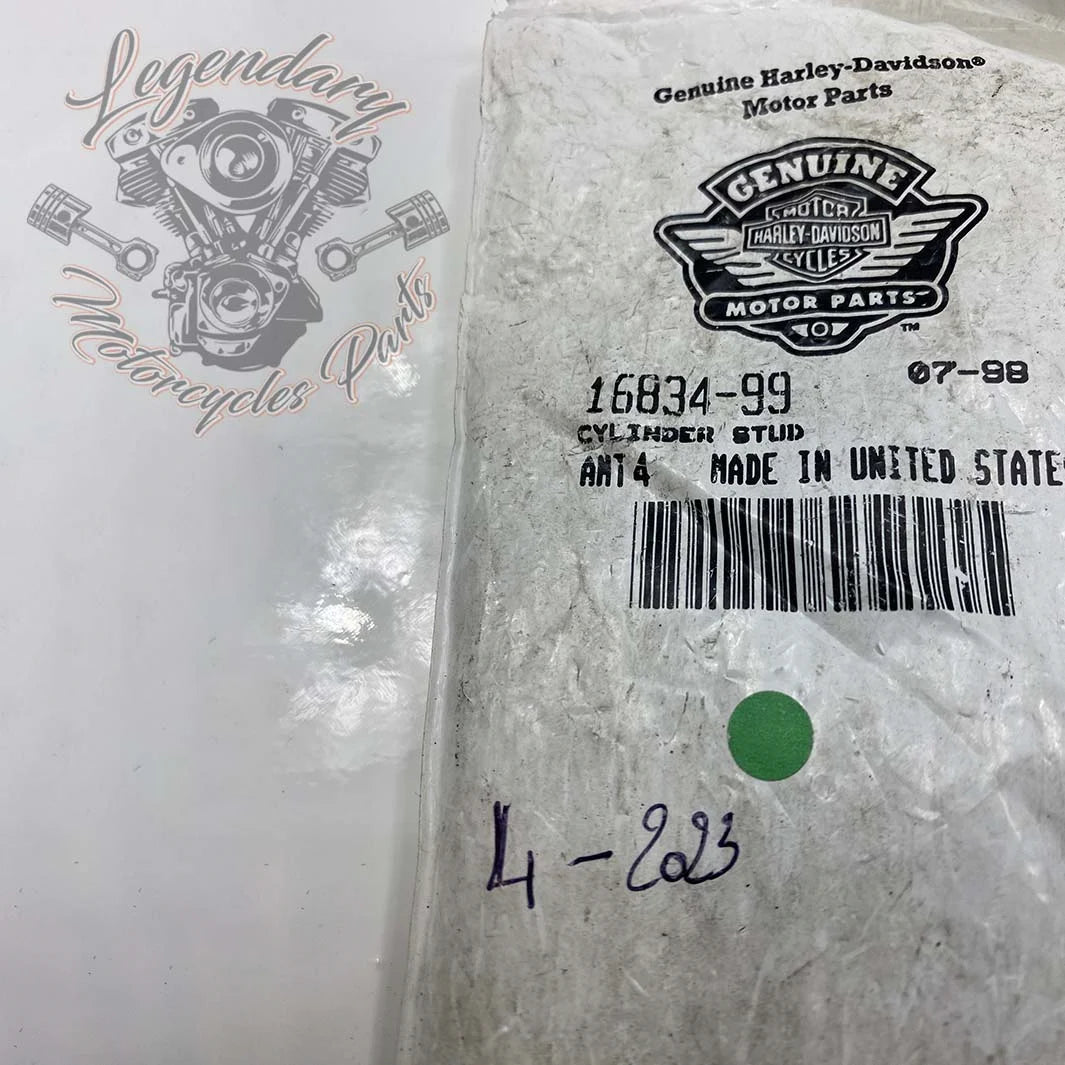 Legendary
Motorcycles Parts
Genuine Harley-Davidson®
Motor Parts
GENUINE
MOTOR
HARLEY-DAVIDSON
CYCLES
MOTOR PARTS
TM
07-98
16834-99
CYLINDER STUD
ANT4 MADE IN UNITED STATES
4-2023